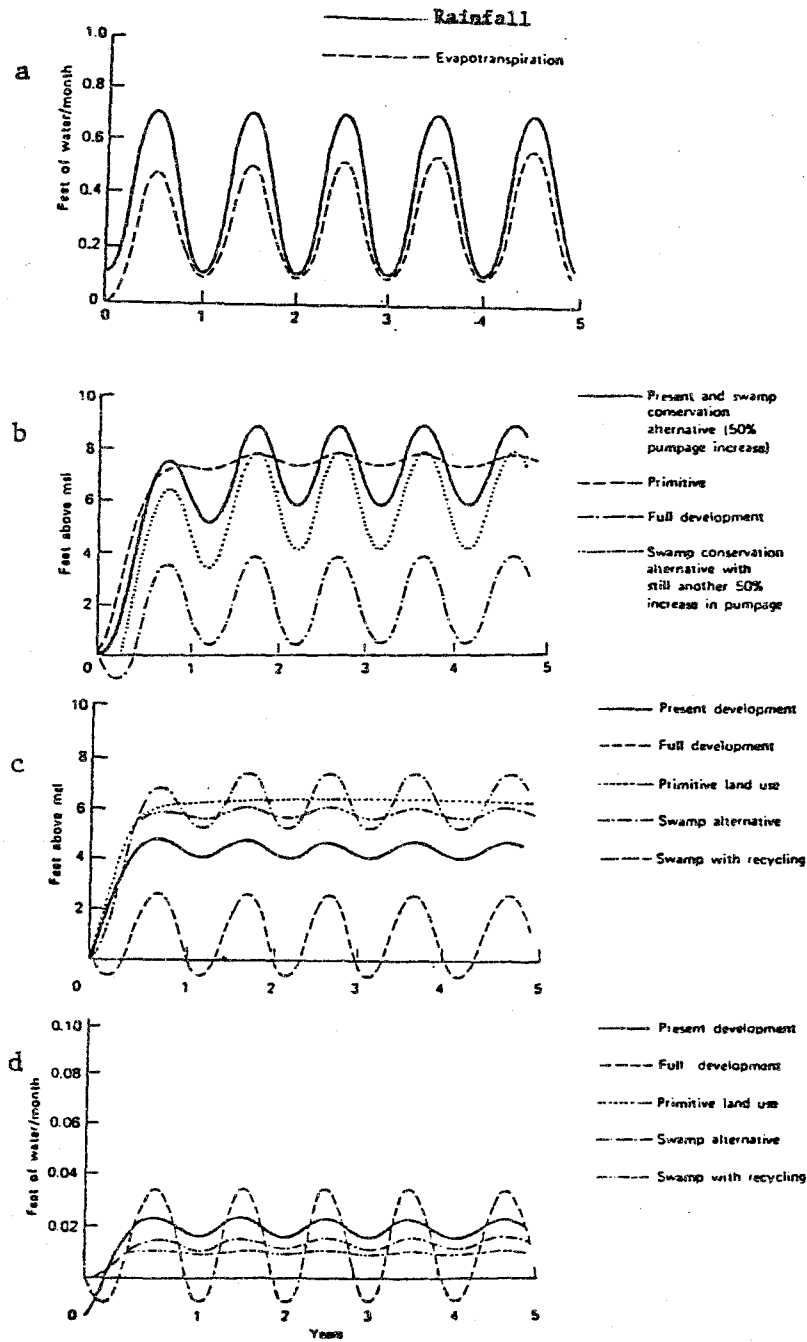 Rainfall
Evapotranspiration
a
Feet of water/month
1.0
0.8
0.6
0.4
0.2
0
0 1 2 3 4 5
b
Feet above msl
10
8
6
4
2
0
1 2 3 4 5
Present and swamp
conservation
alternative (50%
pumpage increase)
Primitive
Full development
Swamp conservation
alternative with
still another 50%
increase in pumpage
c
Feet above msl
10
8
6
4
2
0
1 2 3 4 5
Present development
Full development
Primitive land use
Swamp alternative
Swamp with recycling
d
Feet of water/month
0.10
0.08
0.06
0.04
0.02
0
1 2 3 4 5
Years
Present development
Full development
Primitive land use
Swamp alternative
Swamp with recycling